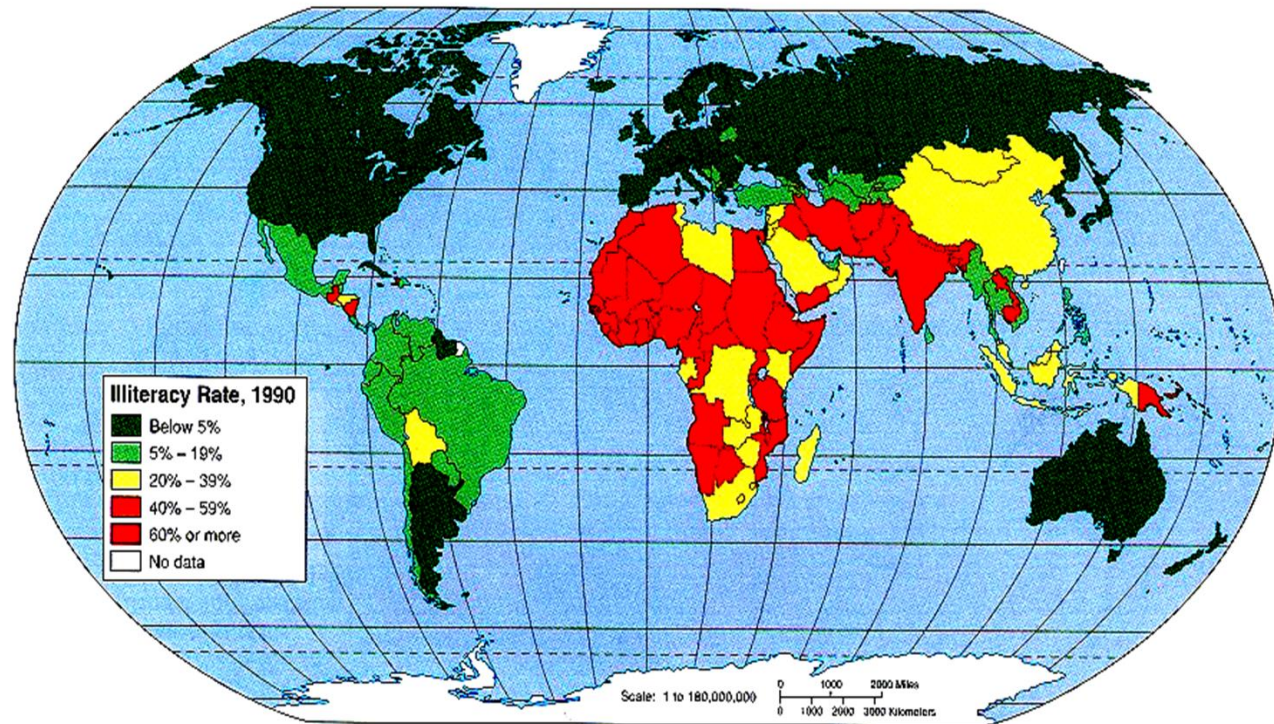 Illiteracy Rate, 1990
Below 5%
5% – 19%
20% – 39%
40% – 59%
60% or more
No data
Scale: 1 to 180,000,000
0 1000 2000 Miles
0 1000 2000 3000 Kilometers